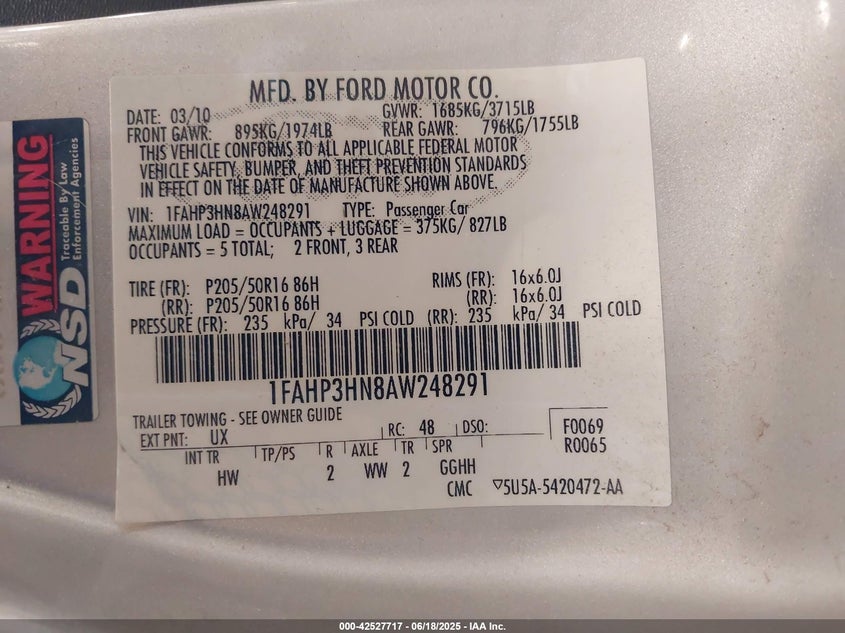 MFD. BY FORD MOTOR CO.
DATE: 03/10 GVWR: 1685KG/3715LB
FRONT GAWR: 895KG/1974LB REAR GAWR: 796KG/1755LB
THIS VEHICLE CONFORMS TO ALL APPLICABLE FEDERAL MOTOR
VEHICLE SAFETY, BUMPER, AND THEFT PREVENTION STANDARDS
IN EFFECT ON THE DATE OF MANUFACTURE SHOWN ABOVE.
VIN: 1FAHP3HN8AW248291 TYPE: Passenger Car
MAXIMUM LOAD = OCCUPANTS + LUGGAGE = 375KG/ 827LB
OCCUPANTS = 5 TOTAL; 2 FRONT, 3 REAR
TIRE (FR): P205/50R16 86H RIMS (FR): 16x6.0J
(RR): P205/50R16 86H (RR): 16x6.0J
PRESSURE (FR): 235 kPa/ 34 PSI COLD (RR): 235 kPa/ 34 PSI COLD
1FAHP3HN8AW248291
TRAILER TOWING - SEE OWNER GUIDE
EXT PNT: UX RC: 48 DSO: F0069
R0065
INT TR TP/PS R AXLE TR SPR
HW 2 WW 2 GGHH
CMC ▽5U5A-5420472-AA
WARNING
Traceable By Law
Enforcement Agencies
NSD
000-42527717 - 06/18/2025 - IAA Inc.